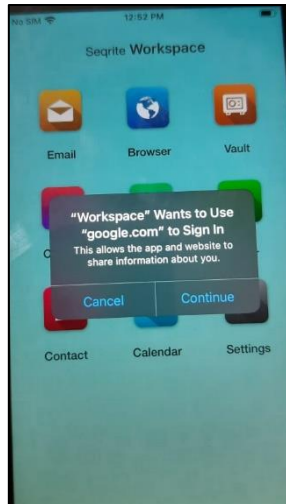 No SIM
12:52 PM
Seqrite Workspace
Email
Browser
Vault
"Workspace" Wants to Use
"google.com" to Sign In
This allows the app and website to
share information about you.
Cancel
Continue
Contact
Calendar
Settings